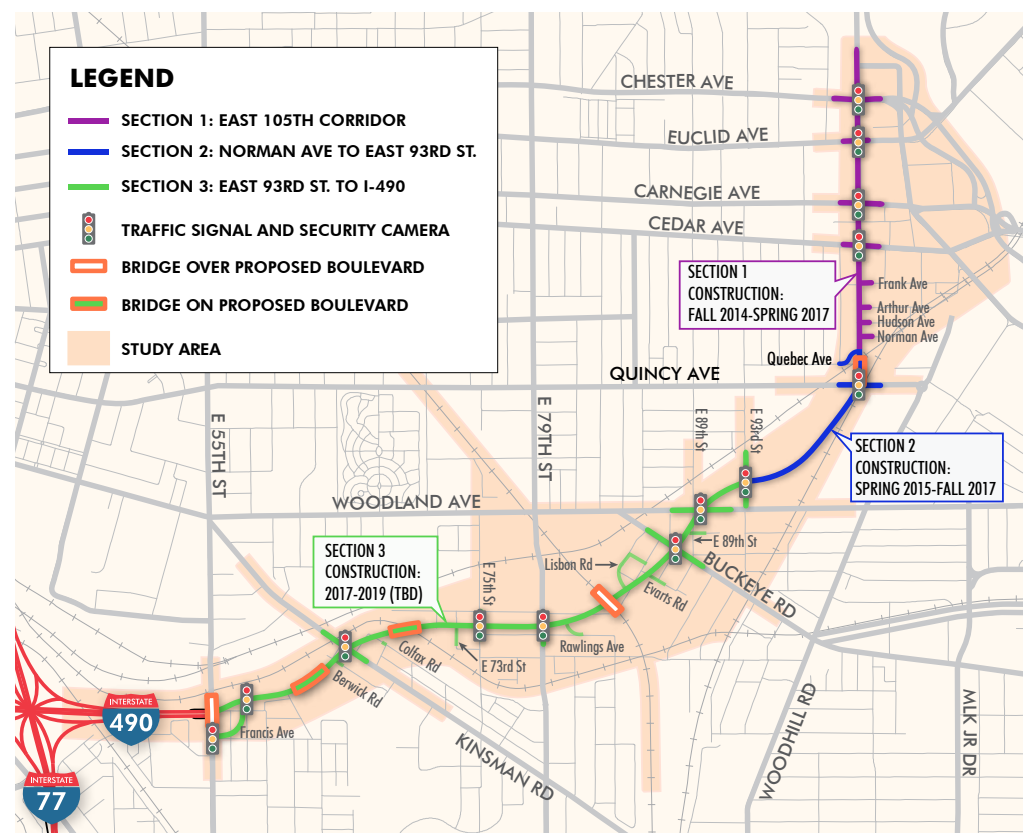 LEGEND
SECTION 1: EAST 105TH CORRIDOR
SECTION 2: NORMAN AVE TO EAST 93RD ST.
SECTION 3: EAST 93RD ST. TO I-490
TRAFFIC SIGNAL AND SECURITY CAMERA
BRIDGE OVER PROPOSED BOULEVARD
BRIDGE ON PROPOSED BOULEVARD
STUDY AREA
CHESTER AVE
EUCLID AVE
CARNEGIE AVE
CEDAR AVE
SECTION 1
CONSTRUCTION:
FALL 2014-SPRING 2017
Frank Ave
Arthur Ave
Hudson Ave
Norman Ave
Quebec Ave
QUINCY AVE
E 55TH ST
E 79TH ST
E 89th St
E 93rd St
SECTION 2
CONSTRUCTION:
SPRING 2015-FALL 2017
WOODLAND AVE
SECTION 3
CONSTRUCTION:
2017-2019 (TBD)
E 75th St
Lisbon Rd
E 89th St
BUCKEYE RD
Evarts Rd
Rawlings Ave
E 73rd St
Colfax Rd
Berwick Rd
Francis Ave
KINSMAN RD
WOODHILL RD
MLK JR DR
INTERSTATE
490
INTERSTATE
77